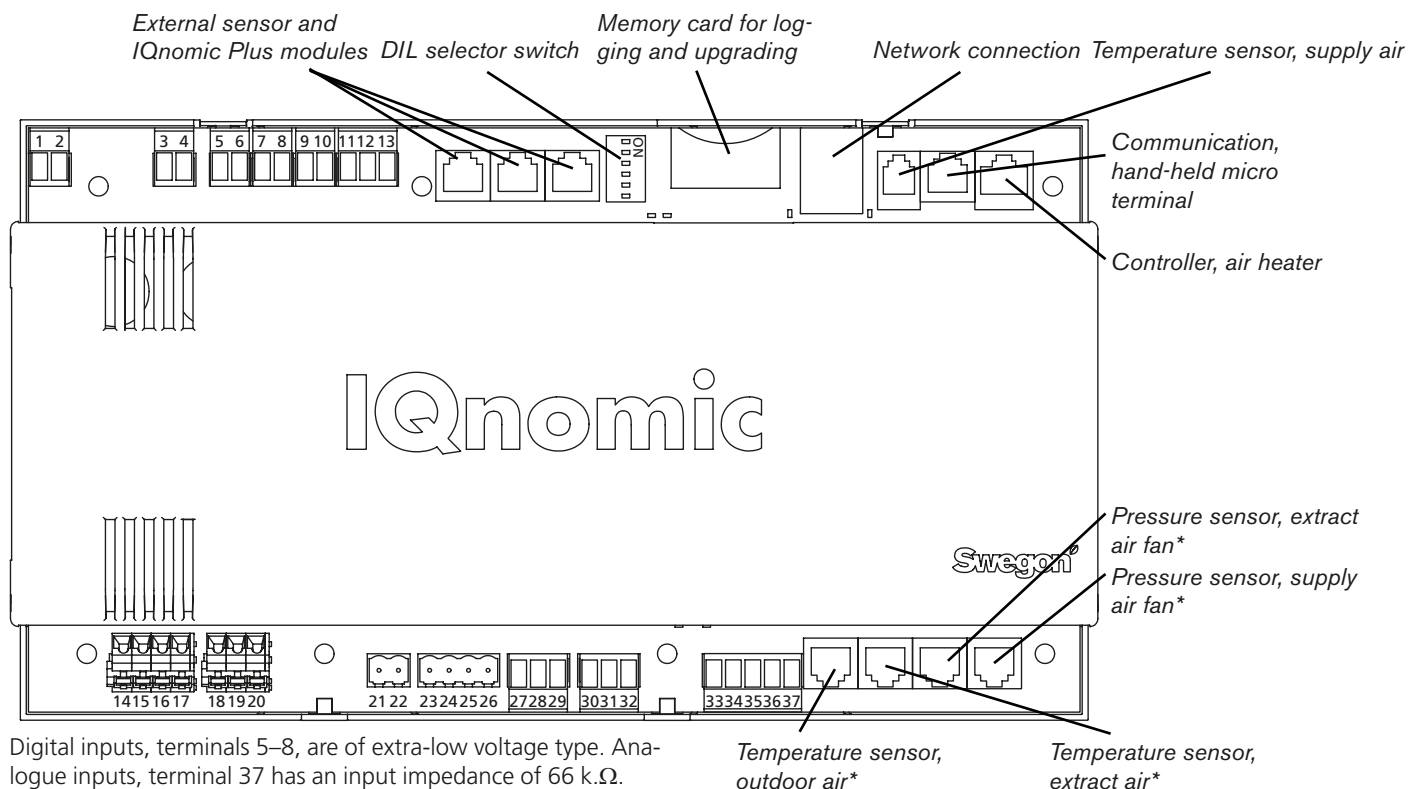 External sensor and
IQnomic Plus modules
DIL selector switch
Memory card for log-
ging and upgrading
Network connection
Temperature sensor, supply air
1 2
3 4
5 6
7 8
9 10
11 12 13
ON
Communication,
hand-held micro
terminal
Controller, air heater
IQnomic
Swegon
Pressure sensor, extract
air fan*
Pressure sensor, supply
air fan*
14 15 16 17
18 19 20
21 22
23 24 25 26
27 28 29
30 31 32
33 34 35 36 37
Digital inputs, terminals 5–8, are of extra-low voltage type. Ana-
logue inputs, terminal 37 has an input impedance of 66 k.Ω.
Temperature sensor,
outdoor air*
Temperature sensor,
extract air*